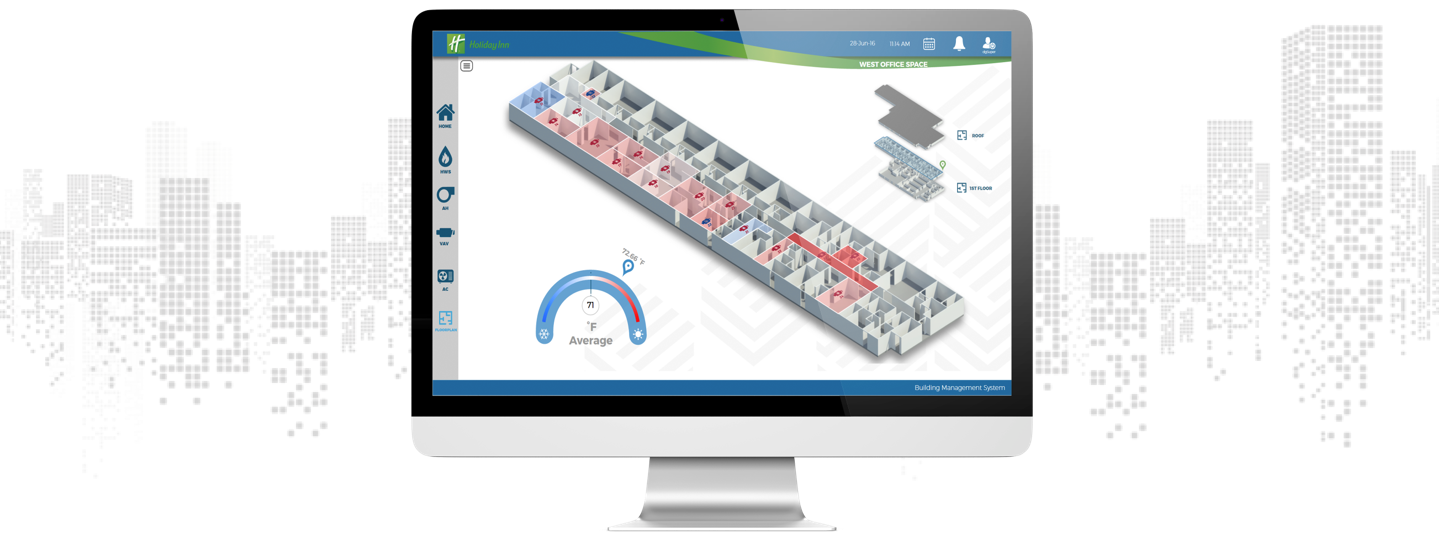 Holiday Inn
28-Jun-16
11:14 AM
WEST OFFICE SPACE
HOME
HWS
AH
VAV
AC
FLOORPLAN
ROOF
1ST FLOOR
72.66 °F
71
°F
Average
Building Management System